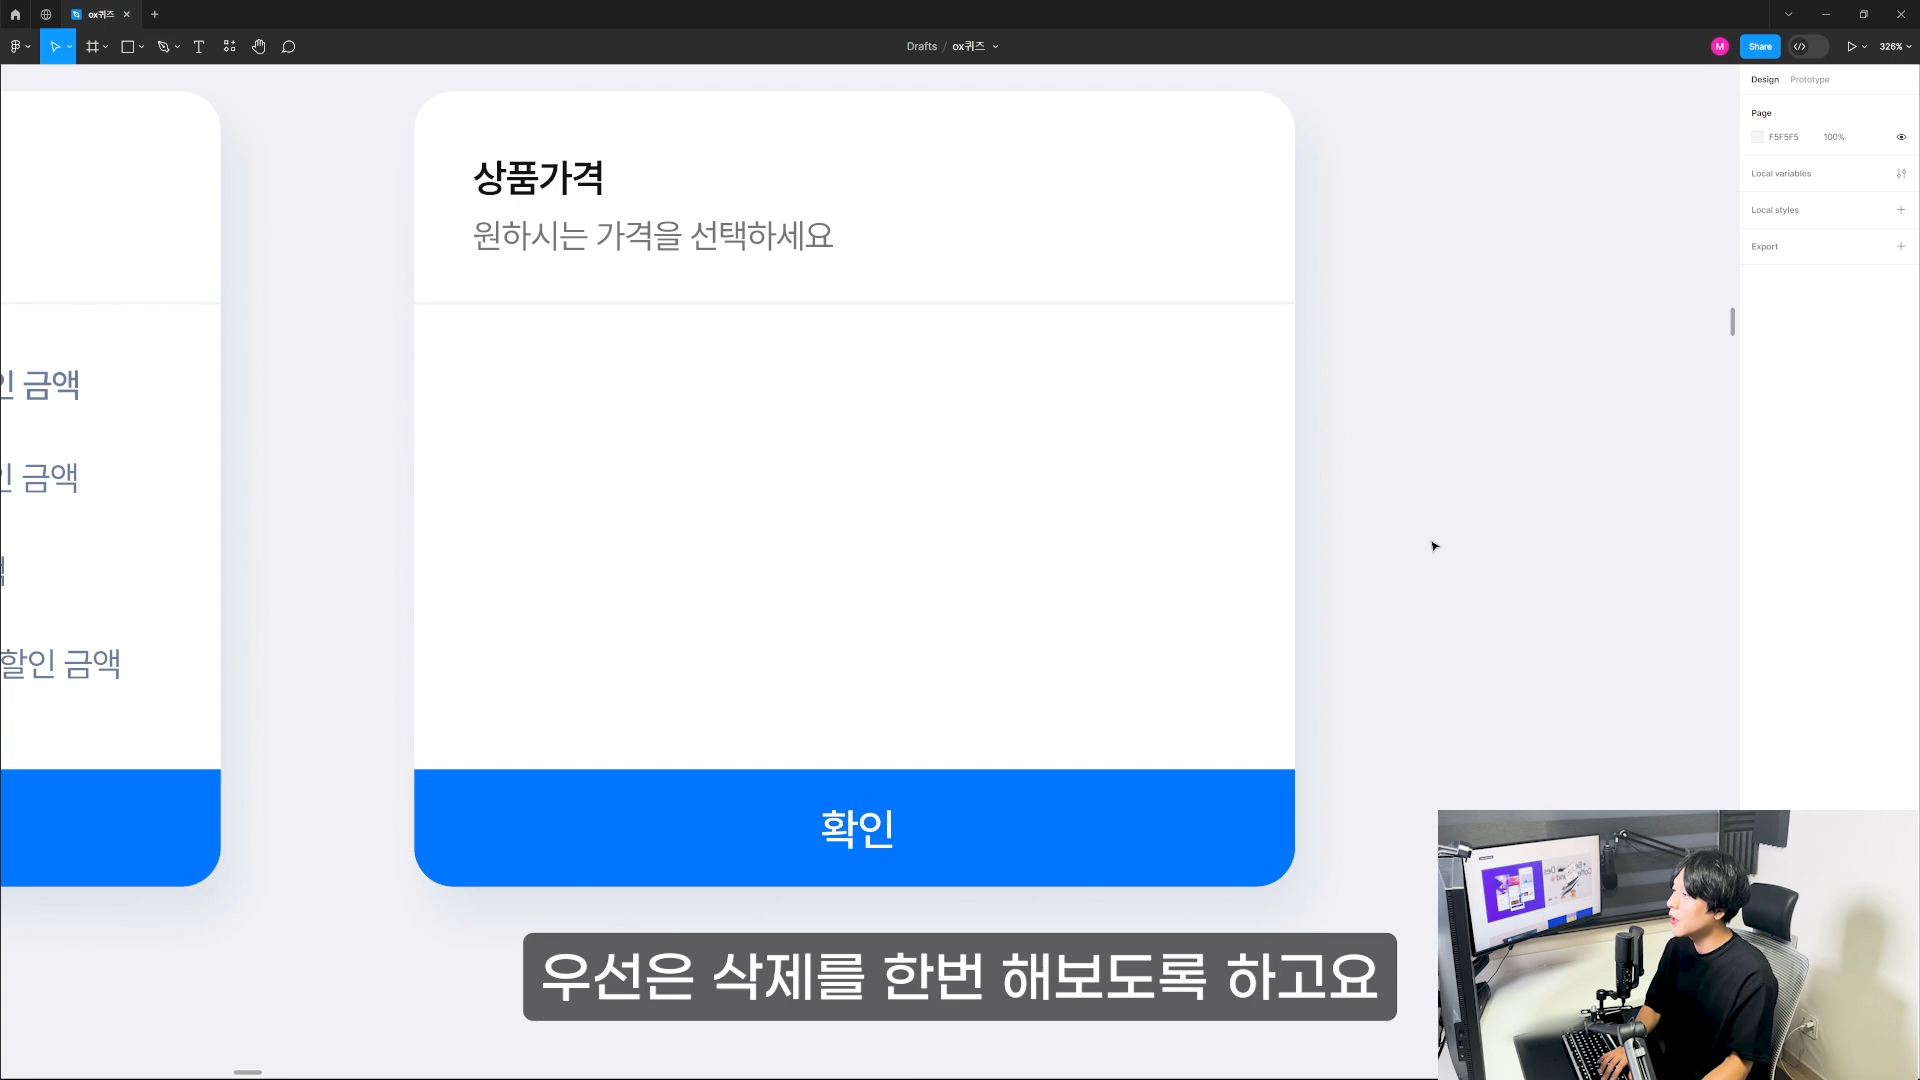 ox퀴즈
Drafts / ox퀴즈
M
Share
326%
Design Prototype
Page
F5F5F5 100%
Local variables
Local styles
Export
상품가격
원하시는 가격을 선택하세요
인 금액
인 금액
할인 금액
확인
우선은 삭제를 한번 해보도록 하고요